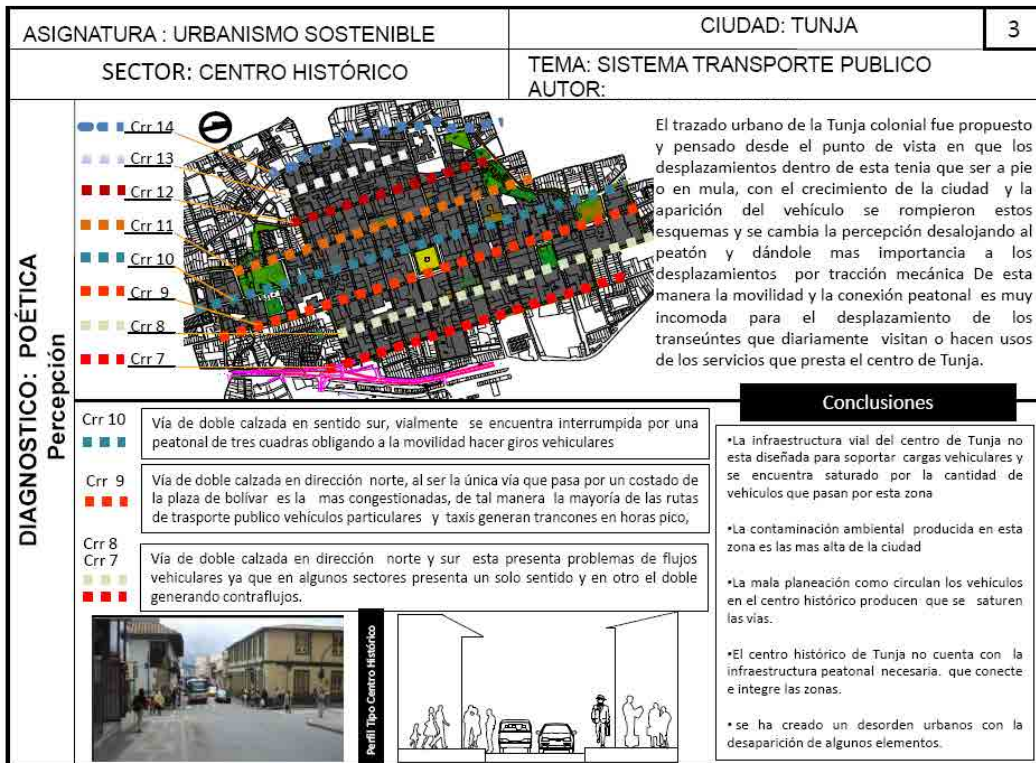 ASIGNATURA : URBANISMO SOSTENIBLE
CIUDAD: TUNJA
3
SECTOR: CENTRO HISTÓRICO
TEMA: SISTEMA TRANSPORTE PUBLICO
AUTOR:
DIAGNOSTICO: POÉTICA
Percepción
Crr 14
Crr 13
Crr 12
Crr 11
Crr 10
Crr 9
Crr 8
Crr 7
El trazado urbano de la Tunja colonial fue propuesto
y pensado desde el punto de vista en que los
desplazamientos dentro de esta tenia que ser a pie
o en mula, con el crecimiento de la ciudad y la
aparición del vehículo se rompieron estos
esquemas y se cambia la percepción desalojando al
peatón y dándole mas importancia a los
desplazamientos por tracción mecánica De esta
manera la movilidad y la conexión peatonal es muy
incomoda para el desplazamiento de los
transeúntes que diariamente visitan o hacen usos
de los servicios que presta el centro de Tunja.
Crr 10
Vía de doble calzada en sentido sur, vialmente se encuentra interrumpida por una
peatonal de tres cuadras obligando a la movilidad hacer giros vehiculares
Crr 9
Vía de doble calzada en dirección norte, al ser la única vía que pasa por un costado de
la plaza de bolívar es la mas congestionadas, de tal manera la mayoría de las rutas
de trasporte publico vehículos particulares y taxis generan trancones en horas pico,
Crr 8
Crr 7
Vía de doble calzada en dirección norte y sur esta presenta problemas de flujos
vehiculares ya que en algunos sectores presenta un solo sentido y en otro el doble
generando contraflujos.
Perfil Tipo Centro Histórico
Conclusiones
•La infraestructura vial del centro de Tunja no
esta diseñada para soportar cargas vehiculares y
se encuentra saturado por la cantidad de
vehículos que pasan por esta zona
•La contaminación ambiental producida en esta
zona es las mas alta de la ciudad
•La mala planeación como circulan los vehículos
en el centro histórico producen que se saturen
las vías.
•El centro histórico de Tunja no cuenta con la
infraestructura peatonal necesaria. que conecte
e integre las zonas.
• se ha creado un desorden urbanos con la
desaparición de algunos elementos.